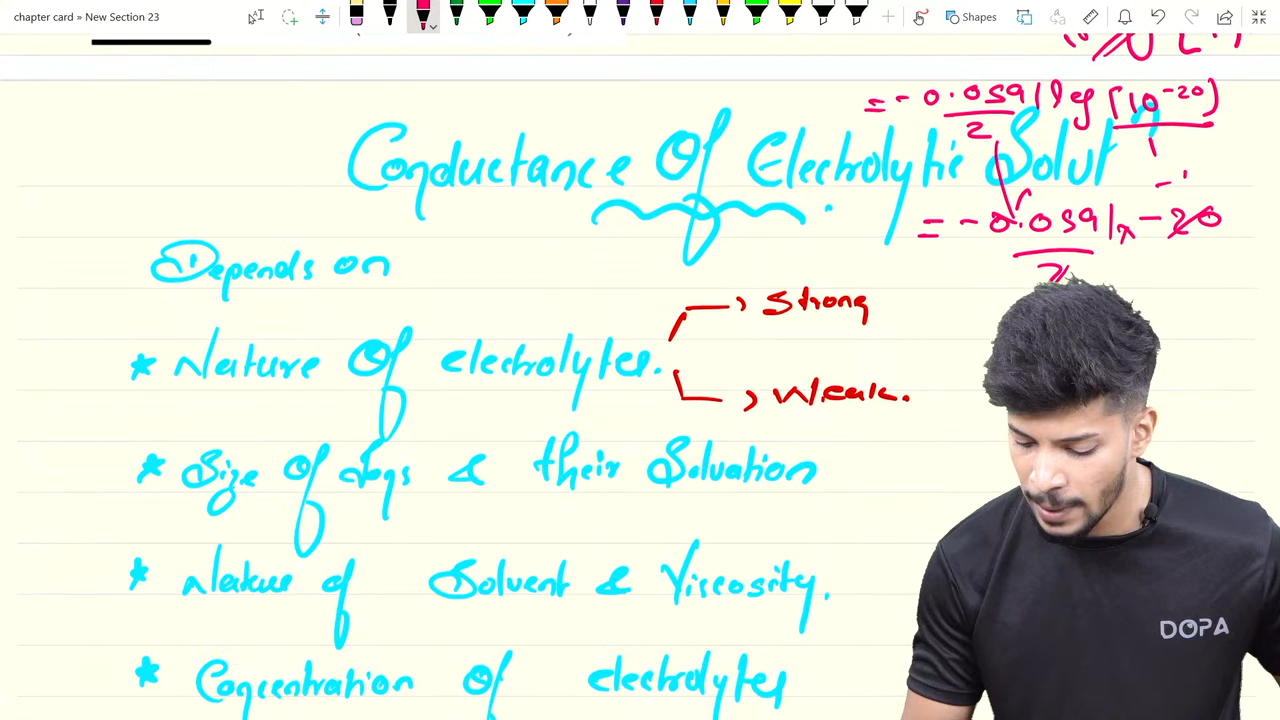 chapter card » New Section 23
Shapes
= - 0.0591 log [10⁻²⁰]
2
1
Conductance Of Electrolytic Solutⁿ
= - 0.0591 x - 20
2
Depends on
* Nature Of electrolytes.
Strong
Weak.
* Size Of Ions & their Solvation
* Nature of Solvent & Viscosity.
* Concentration Of electrolytes
DOPA